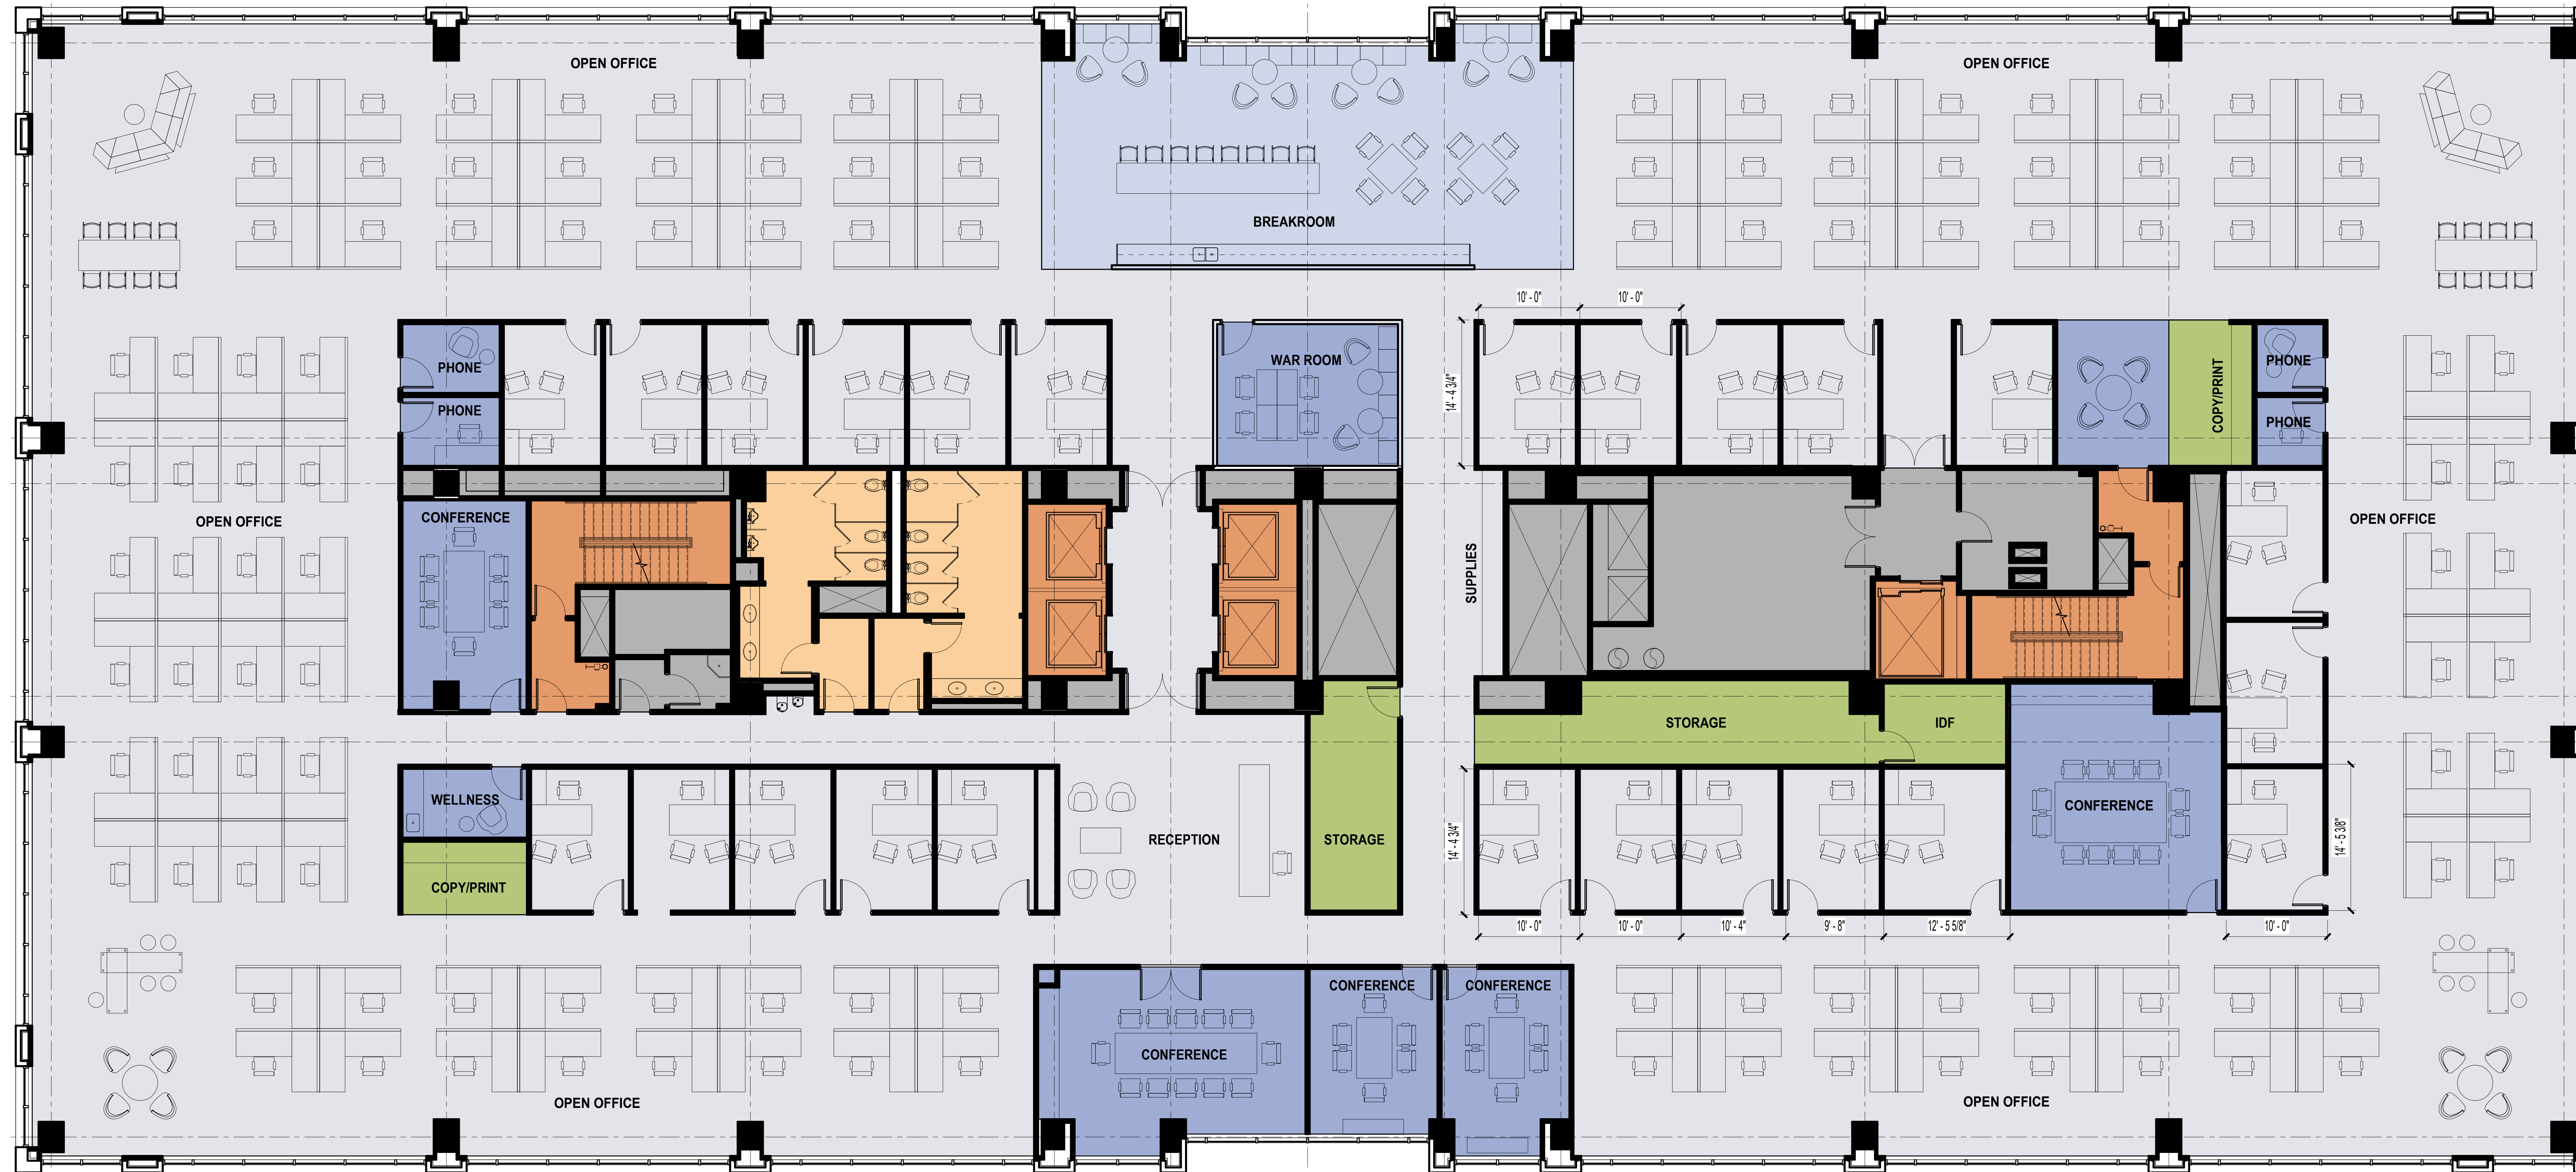 OPEN OFFICE
OPEN OFFICE
BREAKROOM
10' - 0"
10' - 0"
PHONE
WAR ROOM
14' - 4 3/4"
COPY/PRINT
PHONE
PHONE
PHONE
OPEN OFFICE
CONFERENCE
SUPPLIES
OPEN OFFICE
STORAGE
IDF
WELLNESS
CONFERENCE
RECEPTION
STORAGE
14' - 4 3/4"
14' - 5 3/8"
COPY/PRINT
10' - 0"
10' - 0"
10' - 4"
9' - 8"
12' - 5 5/8"
10' - 0"
CONFERENCE
CONFERENCE
CONFERENCE
OPEN OFFICE
OPEN OFFICE